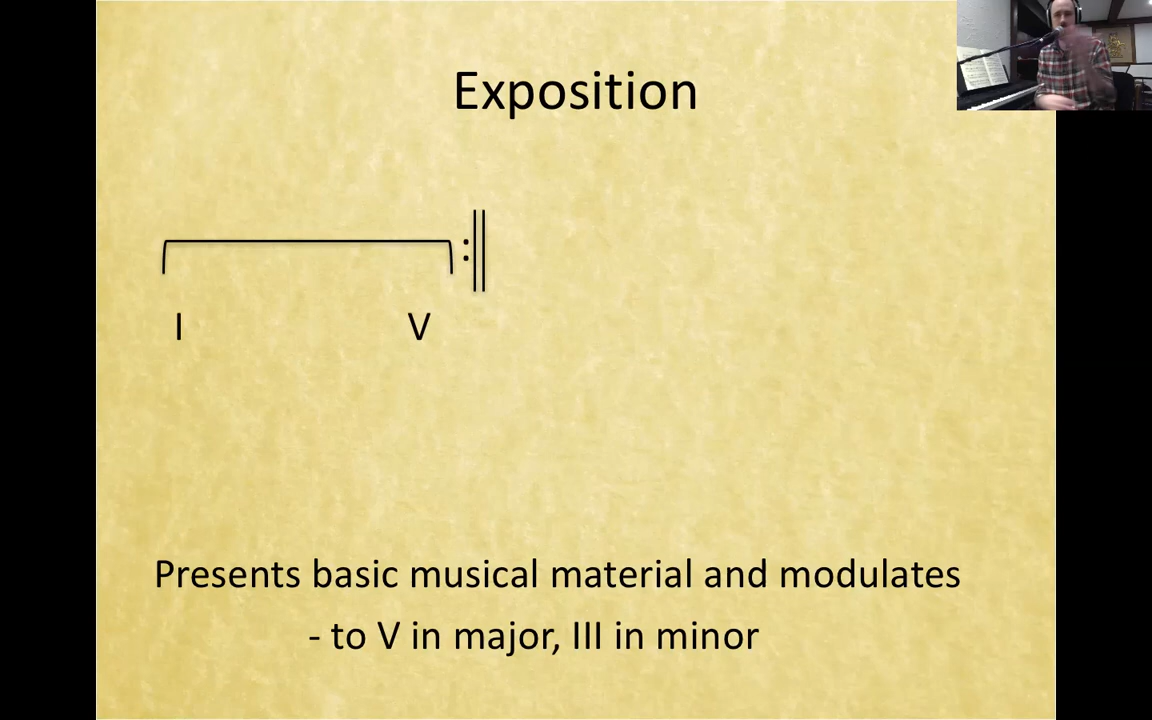 Exposition
I V
Presents basic musical material and modulates
- to V in major, III in minor